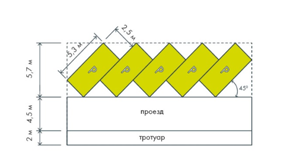 2,5 м
5,3 м
5,7 м
45°
4,5 м
проезд
2 м
тротуар